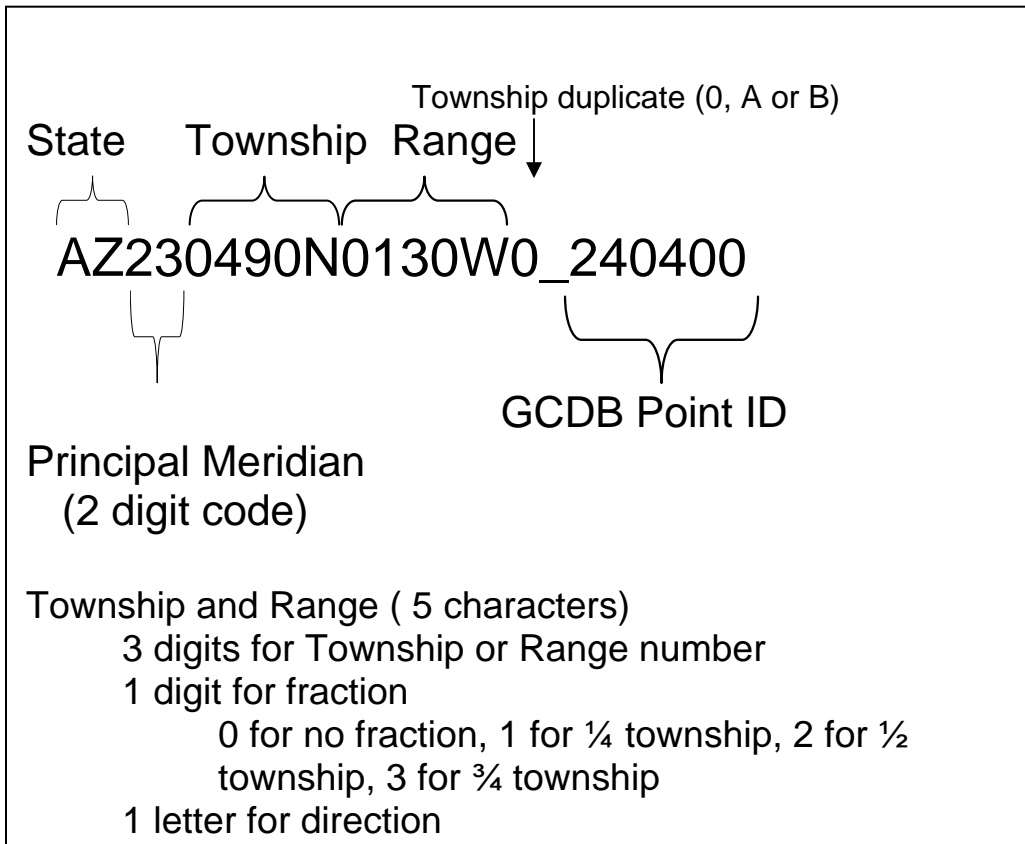 Township duplicate (0, A or B)
State Township Range
AZ230490N0130W0_240400
GCDB Point ID
Principal Meridian
(2 digit code)
Township and Range ( 5 characters)
3 digits for Township or Range number
1 digit for fraction
0 for no fraction, 1 for ¼ township, 2 for ½
township, 3 for ¾ township
1 letter for direction